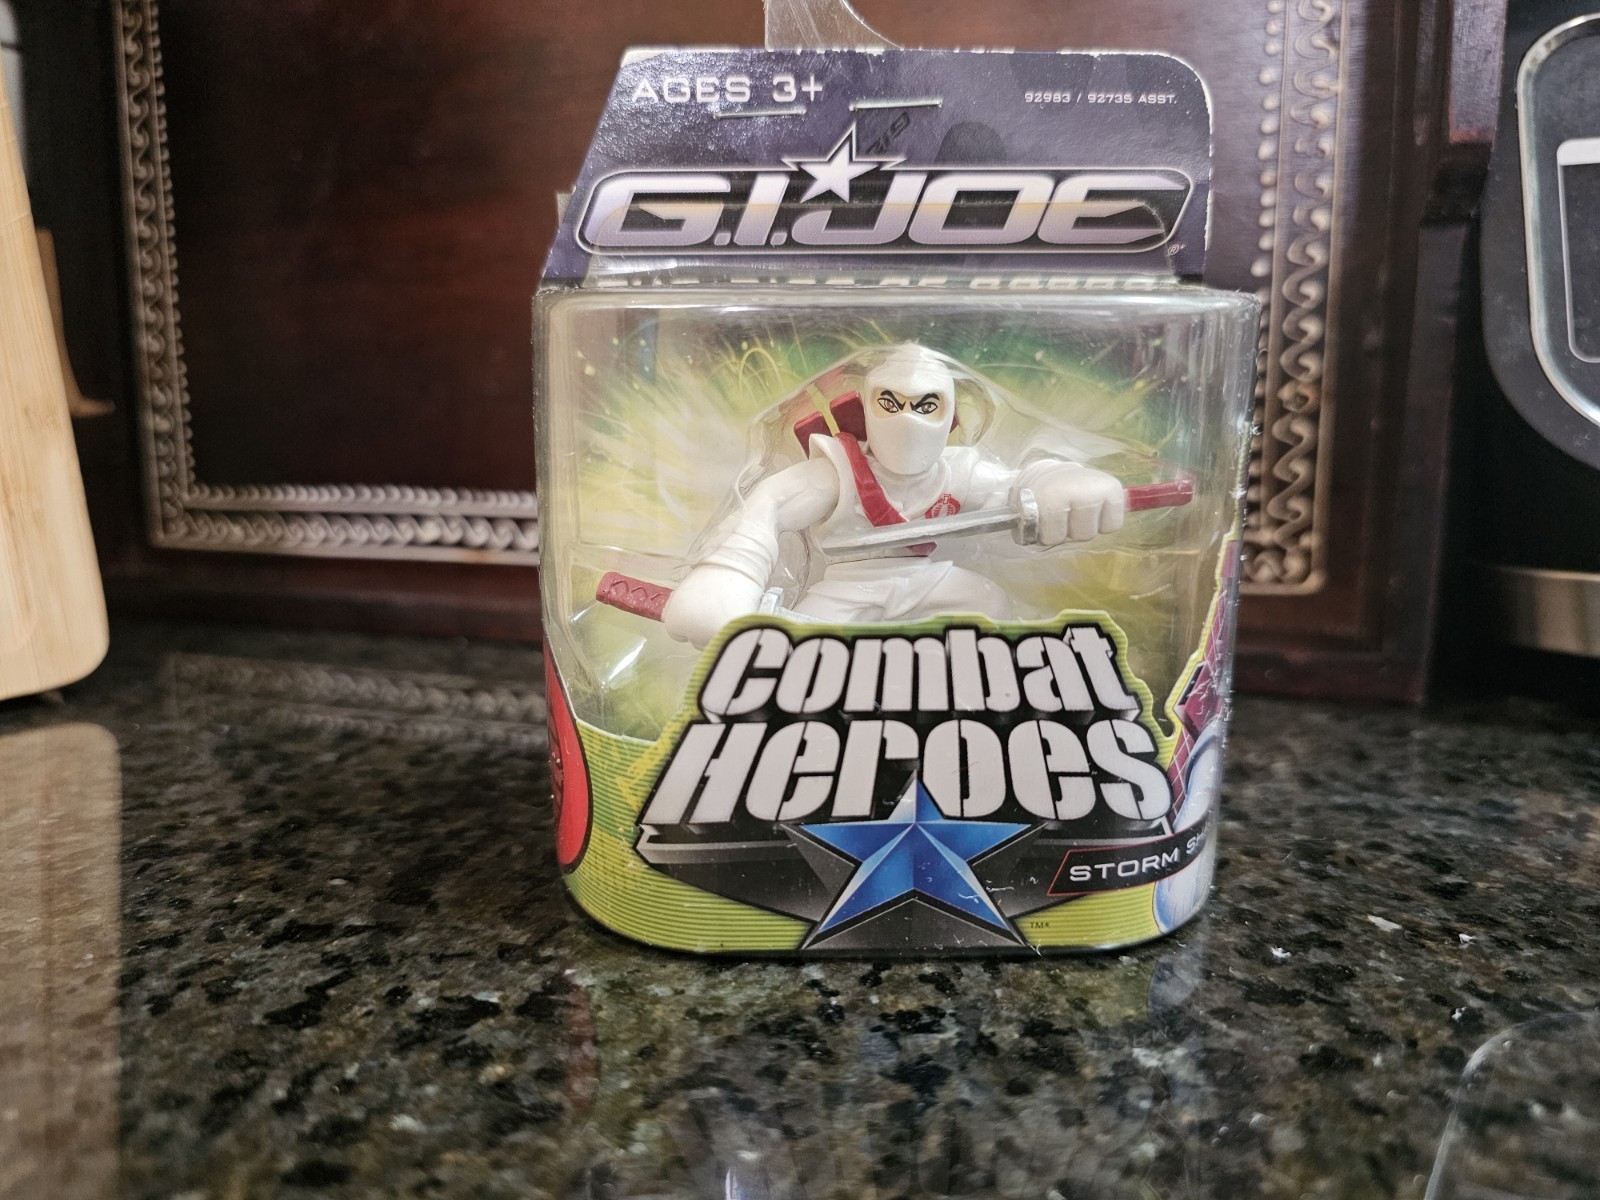 AGES 3+
92983 / 92735 ASST.
G.I.JOE
®*
Combat
Heroes
STORM SH
TM*